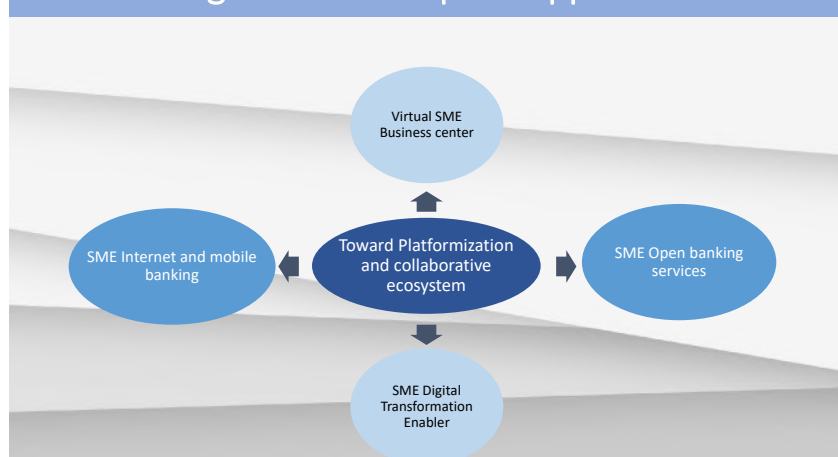 Virtual SME
Business center
SME Internet and mobile
banking
Toward Platformization
and collaborative
ecosystem
SME Open banking
services
SME Digital
Transformation
Enabler